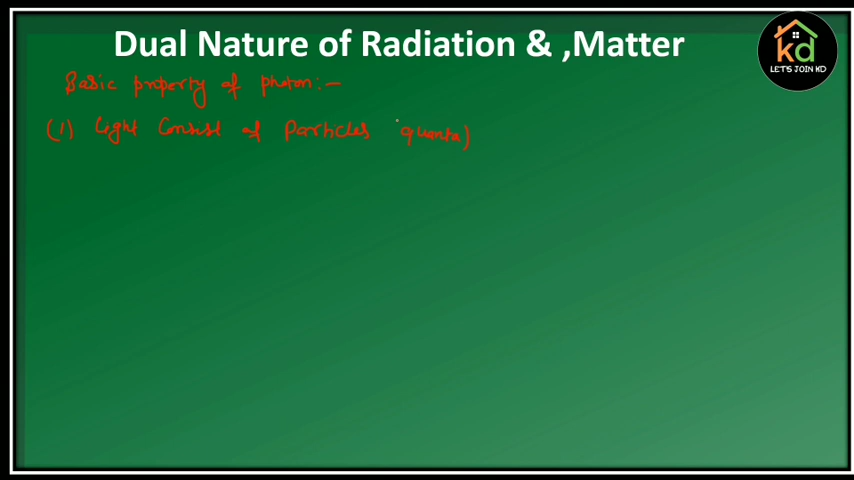 Dual Nature of Radiation & ,Matter
kd
LET'S JOIN KD
Basic property of photon:-
(1) light Consist of Particles quanta)